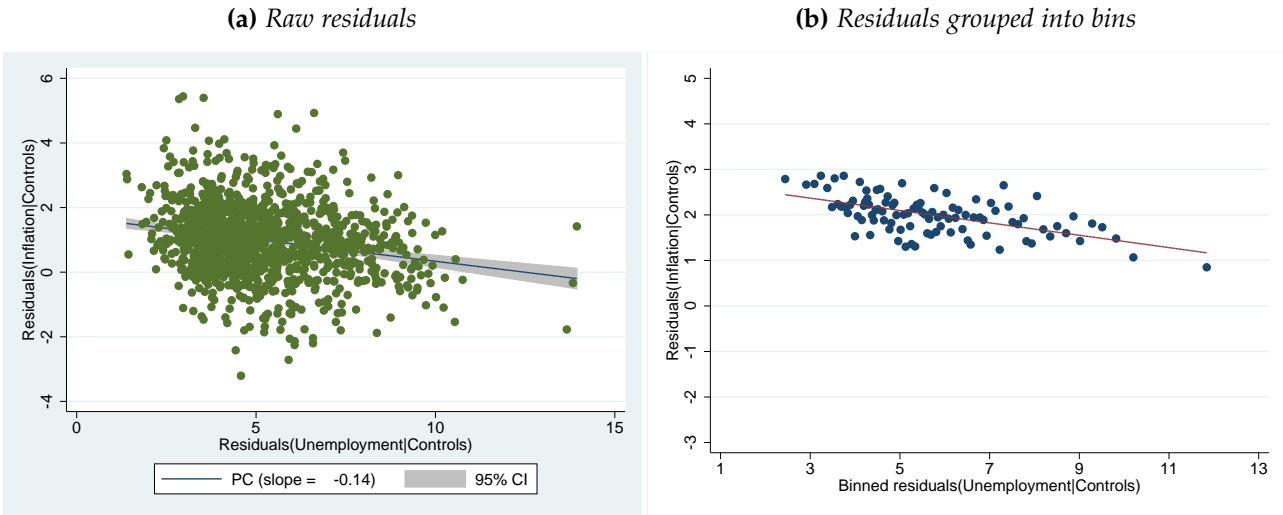 (a) Raw residuals
Residuals(Inflation|Controls)
6
4
2
0
-2
-4
0 5 10 15
Residuals(Unemployment|Controls)
PC (slope = -0.14) 95% CI
(b) Residuals grouped into bins
Residuals(Inflation|Controls)
5
4
3
2
1
0
-1
-2
-3
1 3 5 7 9 11 13
Binned residuals(Unemployment|Controls)